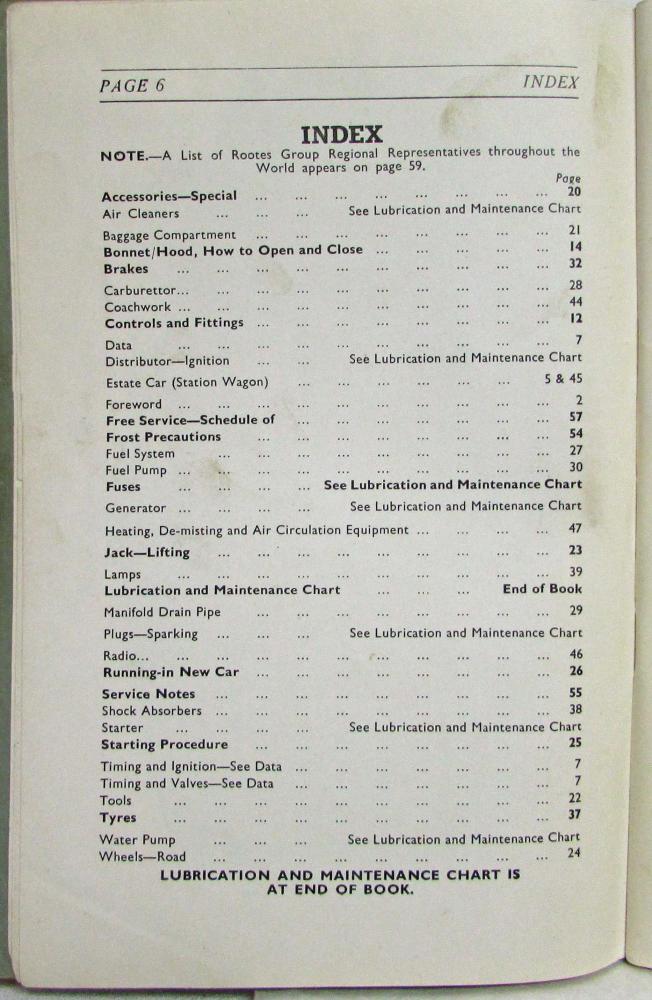 PAGE 6 INDEX
INDEX
NOTE.—A List of Rootes Group Regional Representatives throughout the
World appears on page 59.
Page
Accessories—Special ... ... ... ... ... ... ... ... 20
Air Cleaners ... ... ... See Lubrication and Maintenance Chart
Baggage Compartment ... ... ... ... ... ... ... ... 21
Bonnet/Hood, How to Open and Close ... ... ... ... ... 14
Brakes ... ... ... ... ... ... ... ... ... ... 32
Carburettor... ... ... ... ... ... ... ... ... ... 28
Coachwork ... ... ... ... ... ... ... ... ... ... 44
Controls and Fittings ... ... ... ... ... ... ... ... 12
Data ... ... ... ... ... ... ... ... ... ... 7
Distributor—Ignition ... ... See Lubrication and Maintenance Chart
Estate Car (Station Wagon) ... ... ... ... ... ... 5 & 45
Foreword ... ... ... ... ... ... ... ... ... ... 2
Free Service—Schedule of ... ... ... ... ... ... ... 57
Frost Precautions ... ... ... ... ... ... ... ... 54
Fuel System ... ... ... ... ... ... ... ... ... 27
Fuel Pump ... ... ... ... ... ... ... ... ... ... 30
Fuses ... ... ... ... See Lubrication and Maintenance Chart
Generator ... ... ... ... See Lubrication and Maintenance Chart
Heating, De-misting and Air Circulation Equipment ... ... ... ... 47
Jack—Lifting ... ... ... ... ... ... ... ... ... 23
Lamps ... ... ... ... ... ... ... ... ... ... 39
Lubrication and Maintenance Chart ... ... ... End of Book
Manifold Drain Pipe ... ... ... ... ... ... ... ... 29
Plugs—Sparking ... ... ... See Lubrication and Maintenance Chart
Radio... ... ... ... ... ... ... ... ... ... ... 46
Running-in New Car ... ... ... ... ... ... ... ... 26
Service Notes ... ... ... ... ... ... ... ... ... 55
Shock Absorbers ... ... ... ... ... ... ... ... ... 38
Starter ... ... ... ... See Lubrication and Maintenance Chart
Starting Procedure ... ... ... ... ... ... ... ... 25
Timing and Ignition—See Data ... ... ... ... ... ... ... 7
Timing and Valves—See Data ... ... ... ... ... ... ... 7
Tools ... ... ... ... ... ... ... ... ... ... 22
Tyres ... ... ... ... ... ... ... ... ... ... 37
Water Pump ... ... ... See Lubrication and Maintenance Chart
Wheels—Road ... ... ... ... ... ... ... ... ... 24
LUBRICATION AND MAINTENANCE CHART IS
AT END OF BOOK.